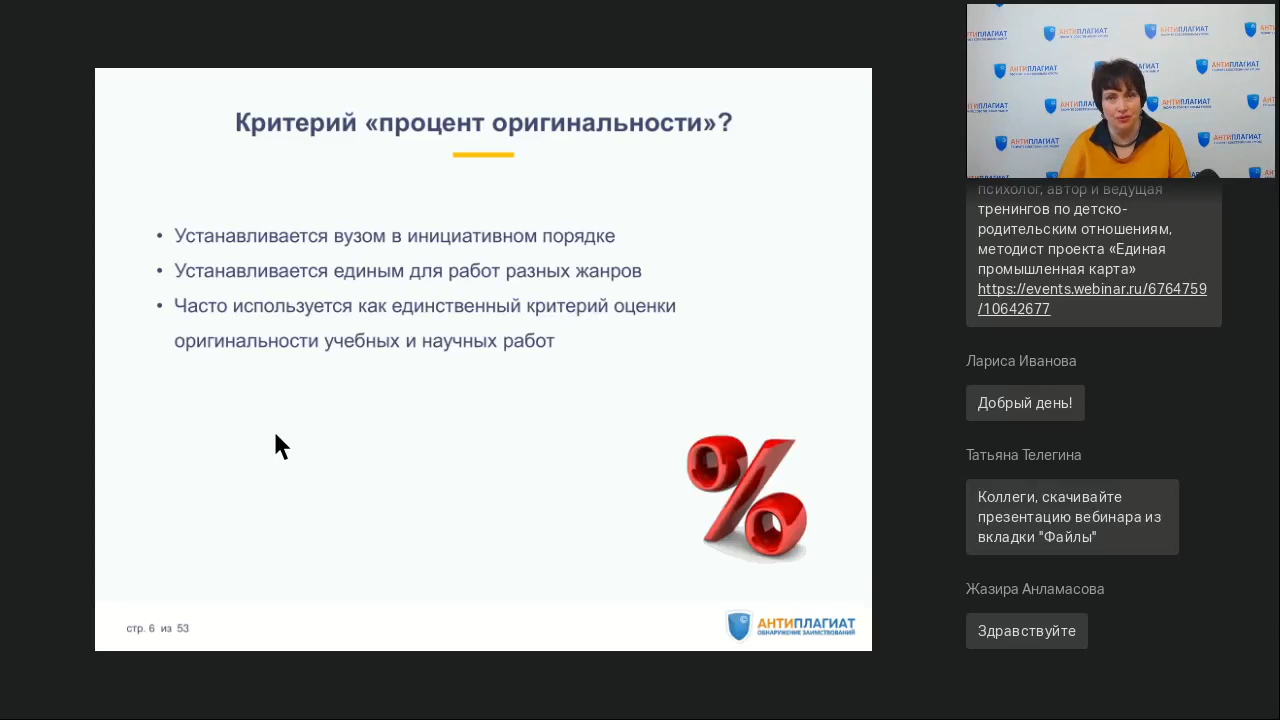 Критерий «процент оригинальности»?
• Устанавливается вузом в инициативном порядке
• Устанавливается единым для работ разных жанров
• Часто используется как единственный критерий оценки
оригинальности учебных и научных работ
стр. 6 из 53
АНТИПЛАГИАТ
ОБНАРУЖЕНИЕ ЗАИМСТВОВАНИЙ
АНТИПЛАГИАТ
психолог, автор и ведущая
тренингов по детско-
родительским отношениям,
методист проекта «Единая
промышленная карта»
https://events.webinar.ru/6764759
/10642677
Лариса Иванова
Добрый день!
Татьяна Телегина
Коллеги, скачивайте
презентацию вебинара из
вкладки "Файлы"
Жазира Анламасова
Здравствуйте